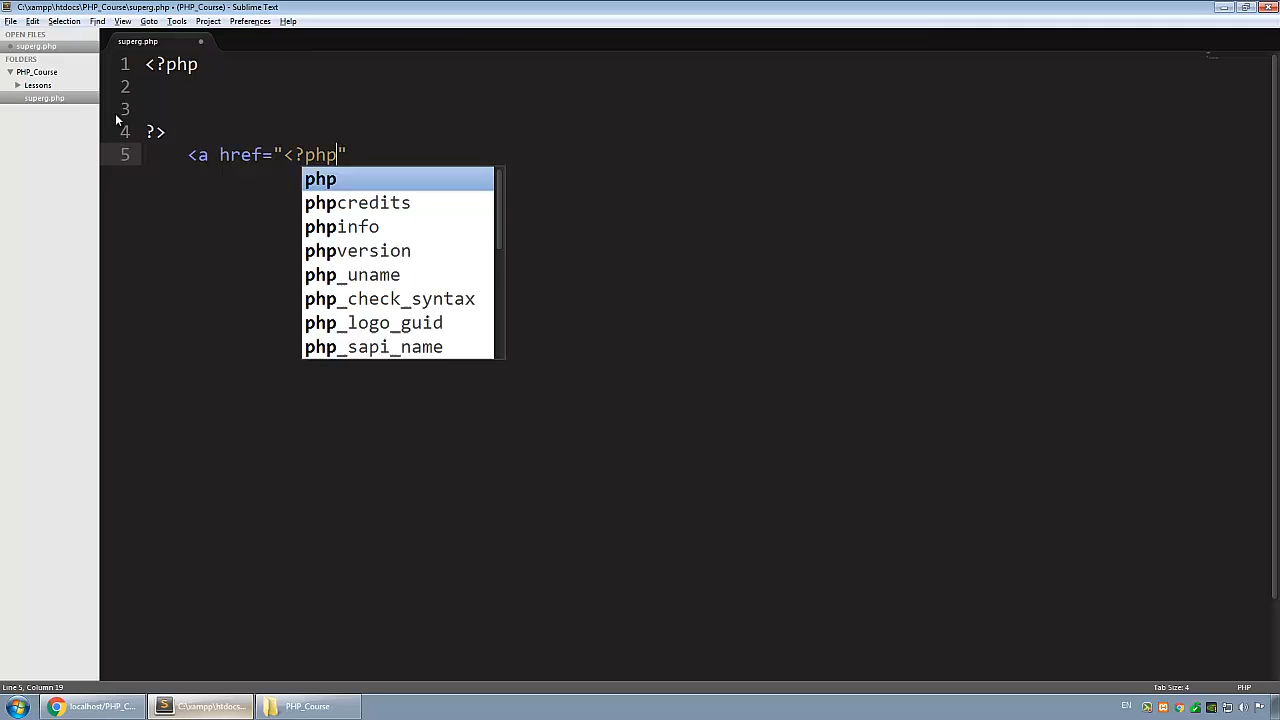 C:\xampp\htdocs\PHP_Course\superg.php • (PHP_Course) - Sublime Text
File Edit Selection Find View Goto Tools Project Preferences Help
OPEN FILES
superg.php
FOLDERS
PHP_Course
Lessons
superg.php
superg.php
1 <?php
2
3
4 ?>
5 <a href="<?php"
php
phpcredits
phpinfo
phpversion
php_uname
php_check_syntax
php_logo_guid
php_sapi_name
Line 5, Column 19
Tab Size: 4
PHP
localhost/PHP_C...
C:\xampp\htdocs...
PHP_Course
EN